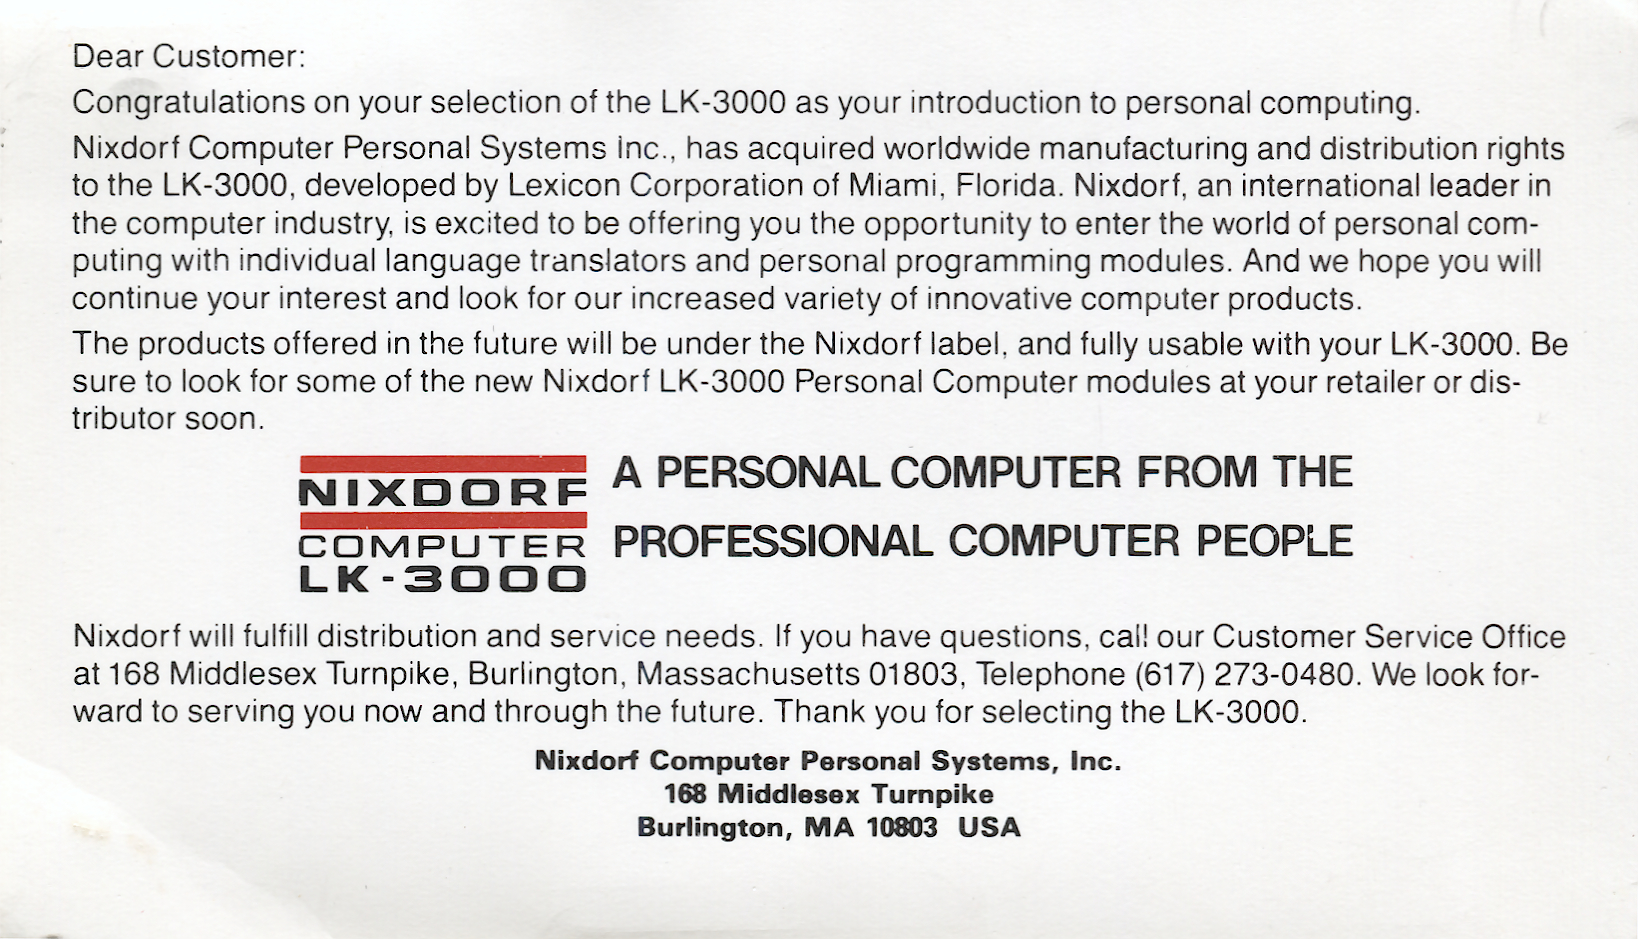 Dear Customer:
Congratulations on your selection of the LK-3000 as your introduction to personal computing.
Nixdorf Computer Personal Systems Inc., has acquired worldwide manufacturing and distribution rights
to the LK-3000, developed by Lexicon Corporation of Miami, Florida. Nixdorf, an international leader in
the computer industry, is excited to be offering you the opportunity to enter the world of personal com-
puting with individual language translators and personal programming modules. And we hope you will
continue your interest and look for our increased variety of innovative computer products.
The products offered in the future will be under the Nixdorf label, and fully usable with your LK-3000. Be
sure to look for some of the new Nixdorf LK-3000 Personal Computer modules at your retailer or dis-
tributor soon.
NIXDORF
COMPUTER
LK-3000
A PERSONAL COMPUTER FROM THE
PROFESSIONAL COMPUTER PEOPLE
Nixdorf will fulfill distribution and service needs. If you have questions, call our Customer Service Office
at 168 Middlesex Turnpike, Burlington, Massachusetts 01803, Telephone (617) 273-0480. We look for-
ward to serving you now and through the future. Thank you for selecting the LK-3000.
Nixdorf Computer Personal Systems, Inc.
168 Middlesex Turnpike
Burlington, MA 10803 USA